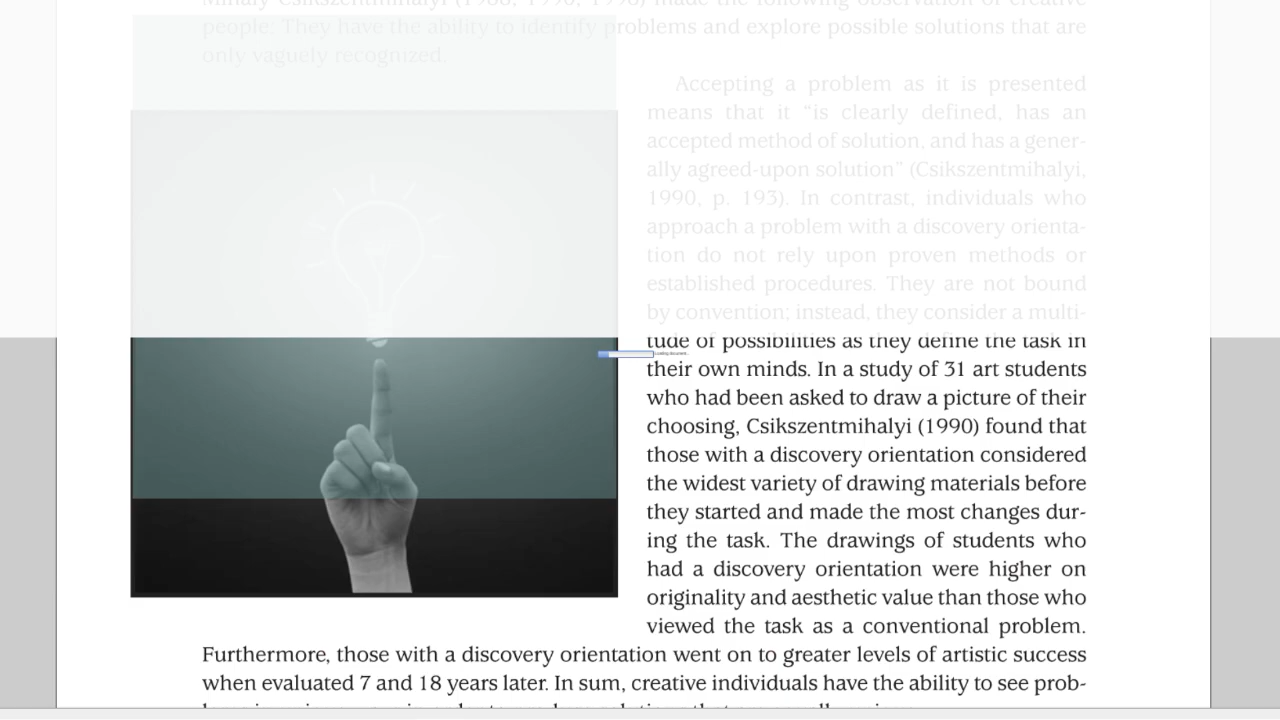 Mihaly Csikszentmihalyi (1988, 1990, 1996) made the following observation of creative
people: They have the ability to identify problems and explore possible solutions that are
only vaguely recognized.
Accepting a problem as it is presented
means that it “is clearly defined, has an
accepted method of solution, and has a gener-
ally agreed-upon solution” (Csikszentmihalyi,
1990, p. 193). In contrast, individuals who
approach a problem with a discovery orienta-
tion do not rely upon proven methods or
established procedures. They are not bound
by convention; instead, they consider a multi-
tude of possibilities as they define the task in
Loading document...
their own minds. In a study of 31 art students
who had been asked to draw a picture of their
choosing, Csikszentmihalyi (1990) found that
those with a discovery orientation considered
the widest variety of drawing materials before
they started and made the most changes dur-
ing the task. The drawings of students who
had a discovery orientation were higher on
originality and aesthetic value than those who
viewed the task as a conventional problem.
Furthermore, those with a discovery orientation went on to greater levels of artistic success
when evaluated 7 and 18 years later. In sum, creative individuals have the ability to see prob-